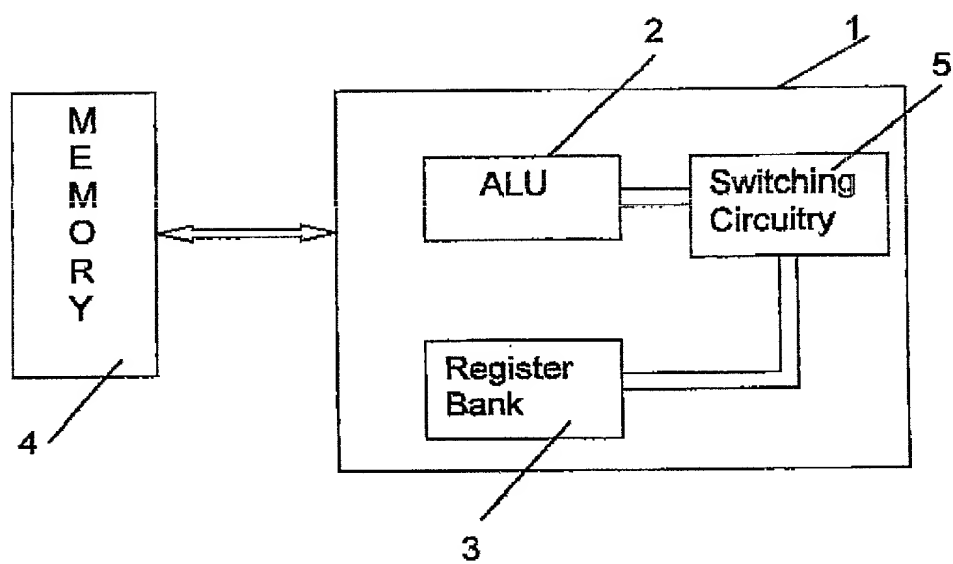 1
2
5
M
E
M
O
R
Y
ALU
Switching
Circuitry
Register
Bank
4
3